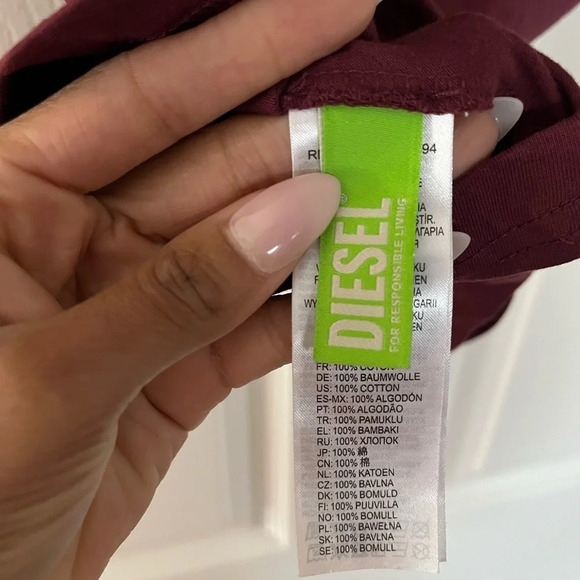 94
DIESEL
®
FOR RESPONSIBLE LIVING
FR: 100% COTON
DE: 100% BAUMWOLLE
US: 100% COTTON
ES-MX: 100% ALGODÓN
PT: 100% ALGODÃO
TR: 100% PAMUKLU
EL: 100% BAMBAKI
RU: 100% ХЛОПОК
JP: 100% 綿
CN: 100% 棉
NL: 100% KATOEN
CZ: 100% BAVLNA
DK: 100% BOMULD
FI: 100% PUUVILLA
NO: 100% BOMULL
PL: 100% BAWEŁNA
SK: 100% BAVLNA
SE: 100% BOMULL